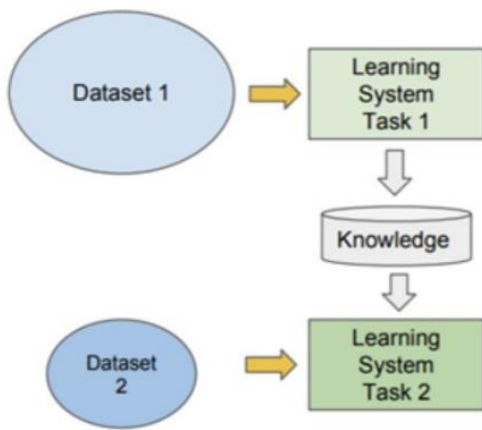 Dataset 1
Learning
System
Task 1
Knowledge
Dataset
2
Learning
System
Task 2